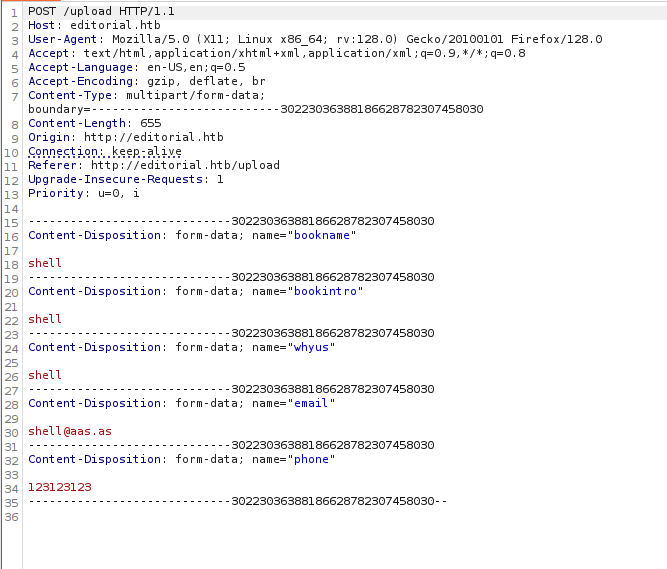 1 POST /upload HTTP/1.1
2 Host: editorial.htb
3 User-Agent: Mozilla/5.0 (X11; Linux x86_64; rv:128.0) Gecko/20100101 Firefox/128.0
4 Accept: text/html,application/xhtml+xml,application/xml;q=0.9,*/*;q=0.8
5 Accept-Language: en-US,en;q=0.5
6 Accept-Encoding: gzip, deflate, br
7 Content-Type: multipart/form-data;
boundary=---------------------------30223036388186628782307458030
8 Content-Length: 655
9 Origin: http://editorial.htb
10 Connection: keep-alive
11 Referer: http://editorial.htb/upload
12 Upgrade-Insecure-Requests: 1
13 Priority: u=0, i
14
15 -----------------------------30223036388186628782307458030
16 Content-Disposition: form-data; name="bookname"
17
18 shell
19 -----------------------------30223036388186628782307458030
20 Content-Disposition: form-data; name="bookintro"
21
22 shell
23 -----------------------------30223036388186628782307458030
24 Content-Disposition: form-data; name="whyus"
25
26 shell
27 -----------------------------30223036388186628782307458030
28 Content-Disposition: form-data; name="email"
29
30 shell@aas.as
31 -----------------------------30223036388186628782307458030
32 Content-Disposition: form-data; name="phone"
33
34 123123123
35 -----------------------------30223036388186628782307458030--
36